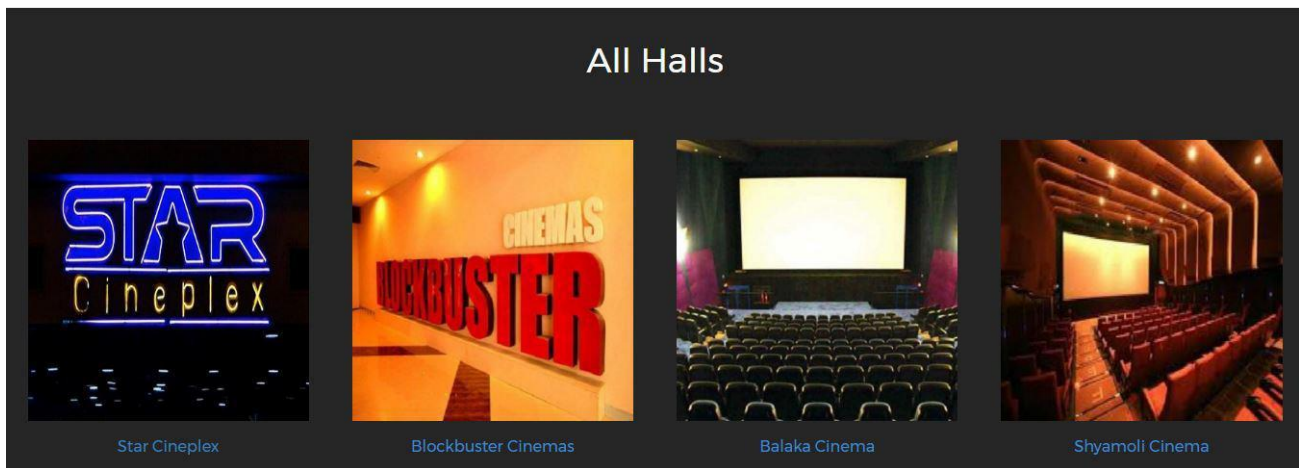 All Halls
STAR
Cineplex
CINEMAS
BLOCKBUSTER
Star Cineplex
Blockbuster Cinemas
Balaka Cinema
Shyamoli Cinema